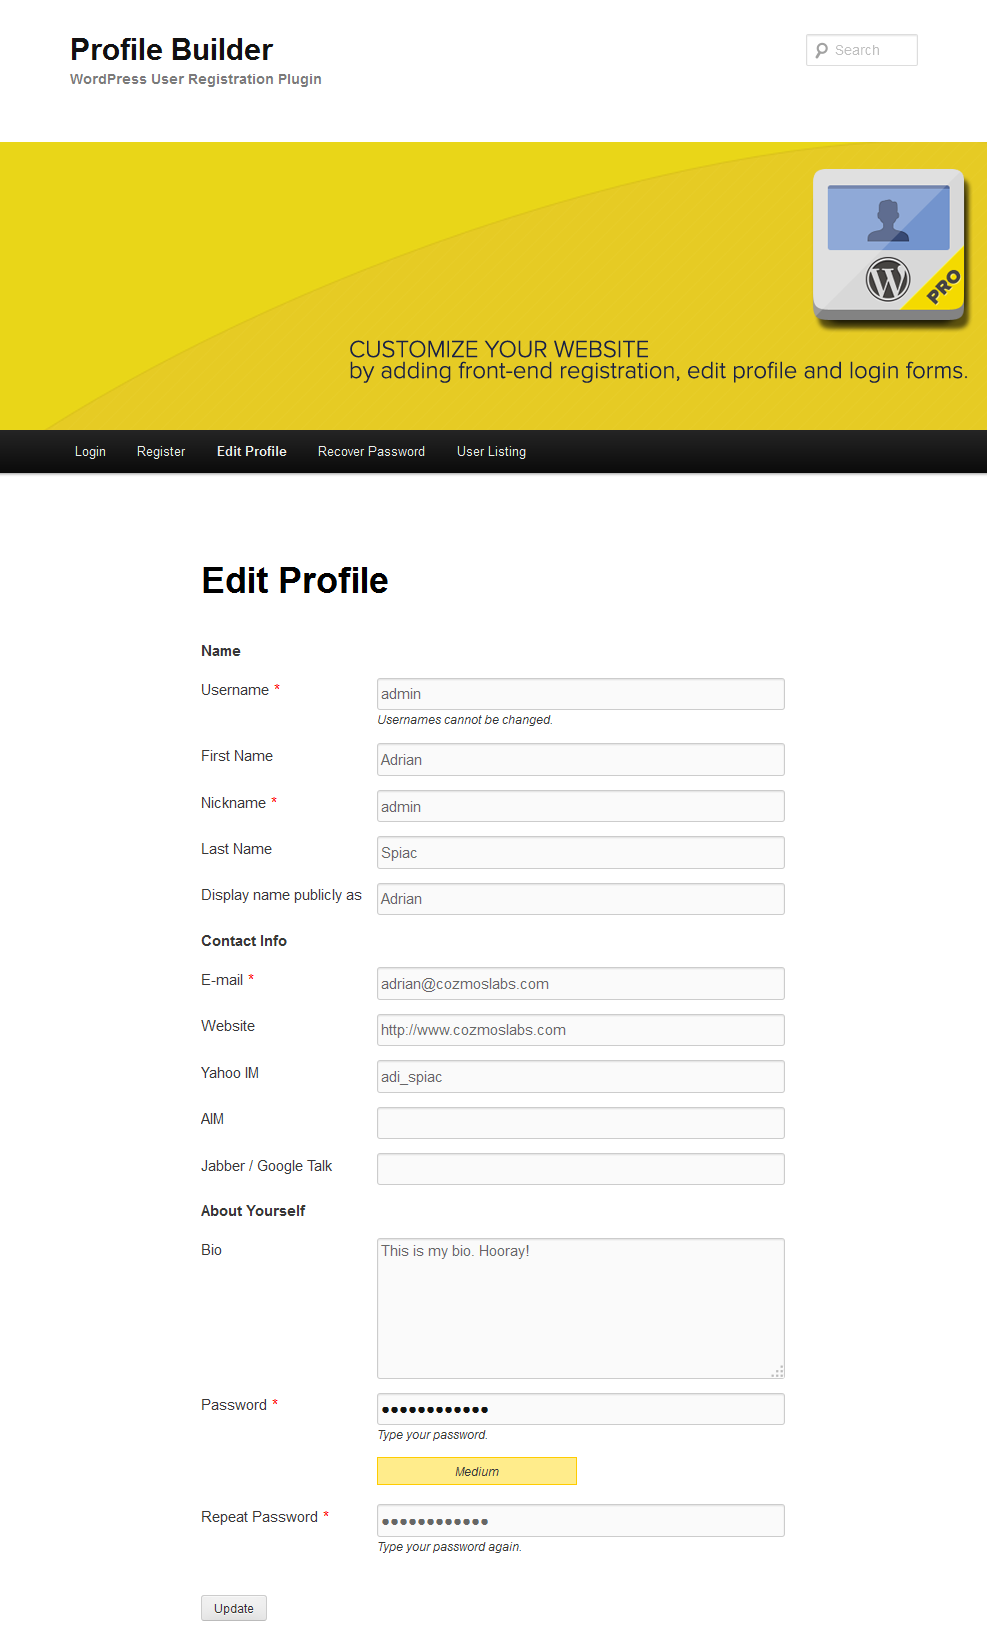 Profile Builder
WordPress User Registration Plugin
Search
PRO
CUSTOMIZE YOUR WEBSITE
by adding front-end registration, edit profile and login forms.
Login Register Edit Profile Recover Password User Listing
Edit Profile
Name
Username * admin
Usernames cannot be changed.
First Name Adrian
Nickname * admin
Last Name Spiac
Display name publicly as Adrian
Contact Info
E-mail * adrian@cozmoslabs.com
Website http://www.cozmoslabs.com
Yahoo IM adi_spiac
AIM
Jabber / Google Talk
About Yourself
Bio This is my bio. Hooray!
Password * ●●●●●●●●●●●●
Type your password.
Medium
Repeat Password * ●●●●●●●●●●●●
Type your password again.
Update